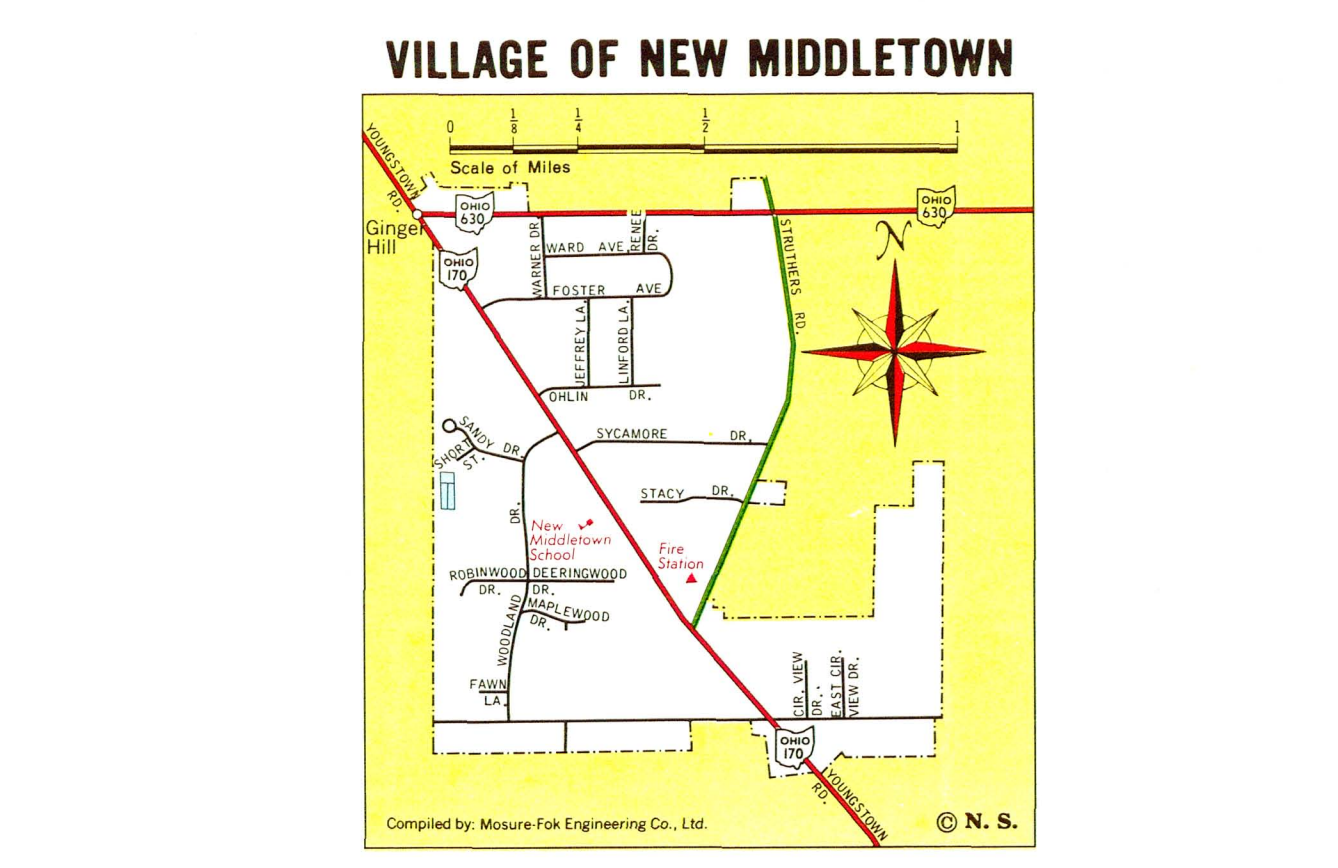 VILLAGE OF NEW MIDDLETOWN
0 1/8 1/4 1/2 1
Scale of Miles
YOUNGSTOWN
RD.
Ginger
Hill
OHIO
630
OHIO
630
N
OHIO
170
WARNER DR.
WARD AVE.
RENEE
DR.
FOSTER AVE
STRUTHERS RD.
JEFFREY LA.
LINFORD LA.
OHLIN DR.
SANDY DR.
SHORT
ST.
SYCAMORE DR.
STACY DR.
New
Middletown
School
Fire
Station
ROBINWOOD
DR.
DEERINGWOOD
DR.
MAPLEWOOD
DR.
WOODLAND DR.
FAWN
LA.
CIR. VIEW
DR.
EAST CIR.
VIEW DR.
OHIO
170
YOUNGSTOWN
RD.
Compiled by: Mosure-Fok Engineering Co., Ltd.
© N. S.